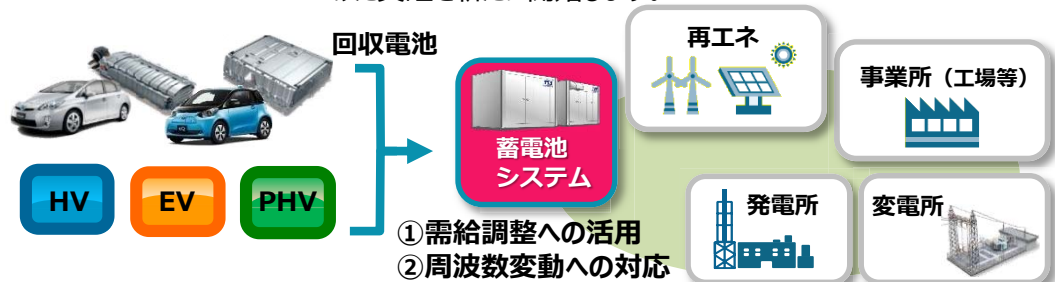 回収電池
HV
EV
PHV
蓄電池
システム
①需給調整への活用
②周波数変動への対応
再エネ
事業所（工場等）
発電所
変電所